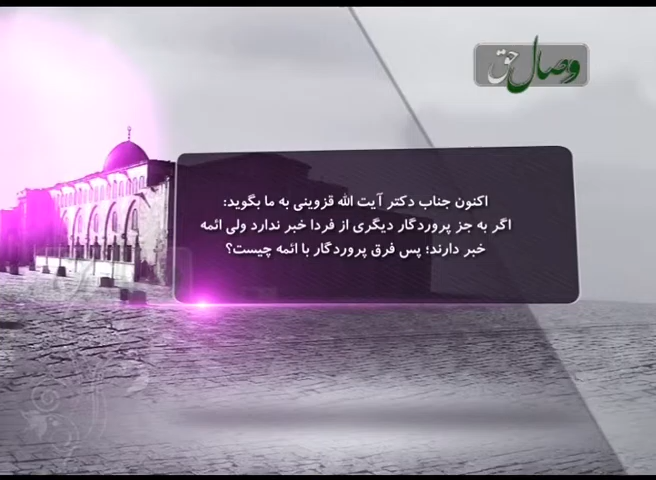 وصال حق
اکنون جناب دکتر آیت الله قزوینی به ما بگوید:
اگر به جز پروردگار دیگری از فردا خبر ندارد ولی ائمه
خبر دارند؛ پس فرق پروردگار با ائمه چیست؟